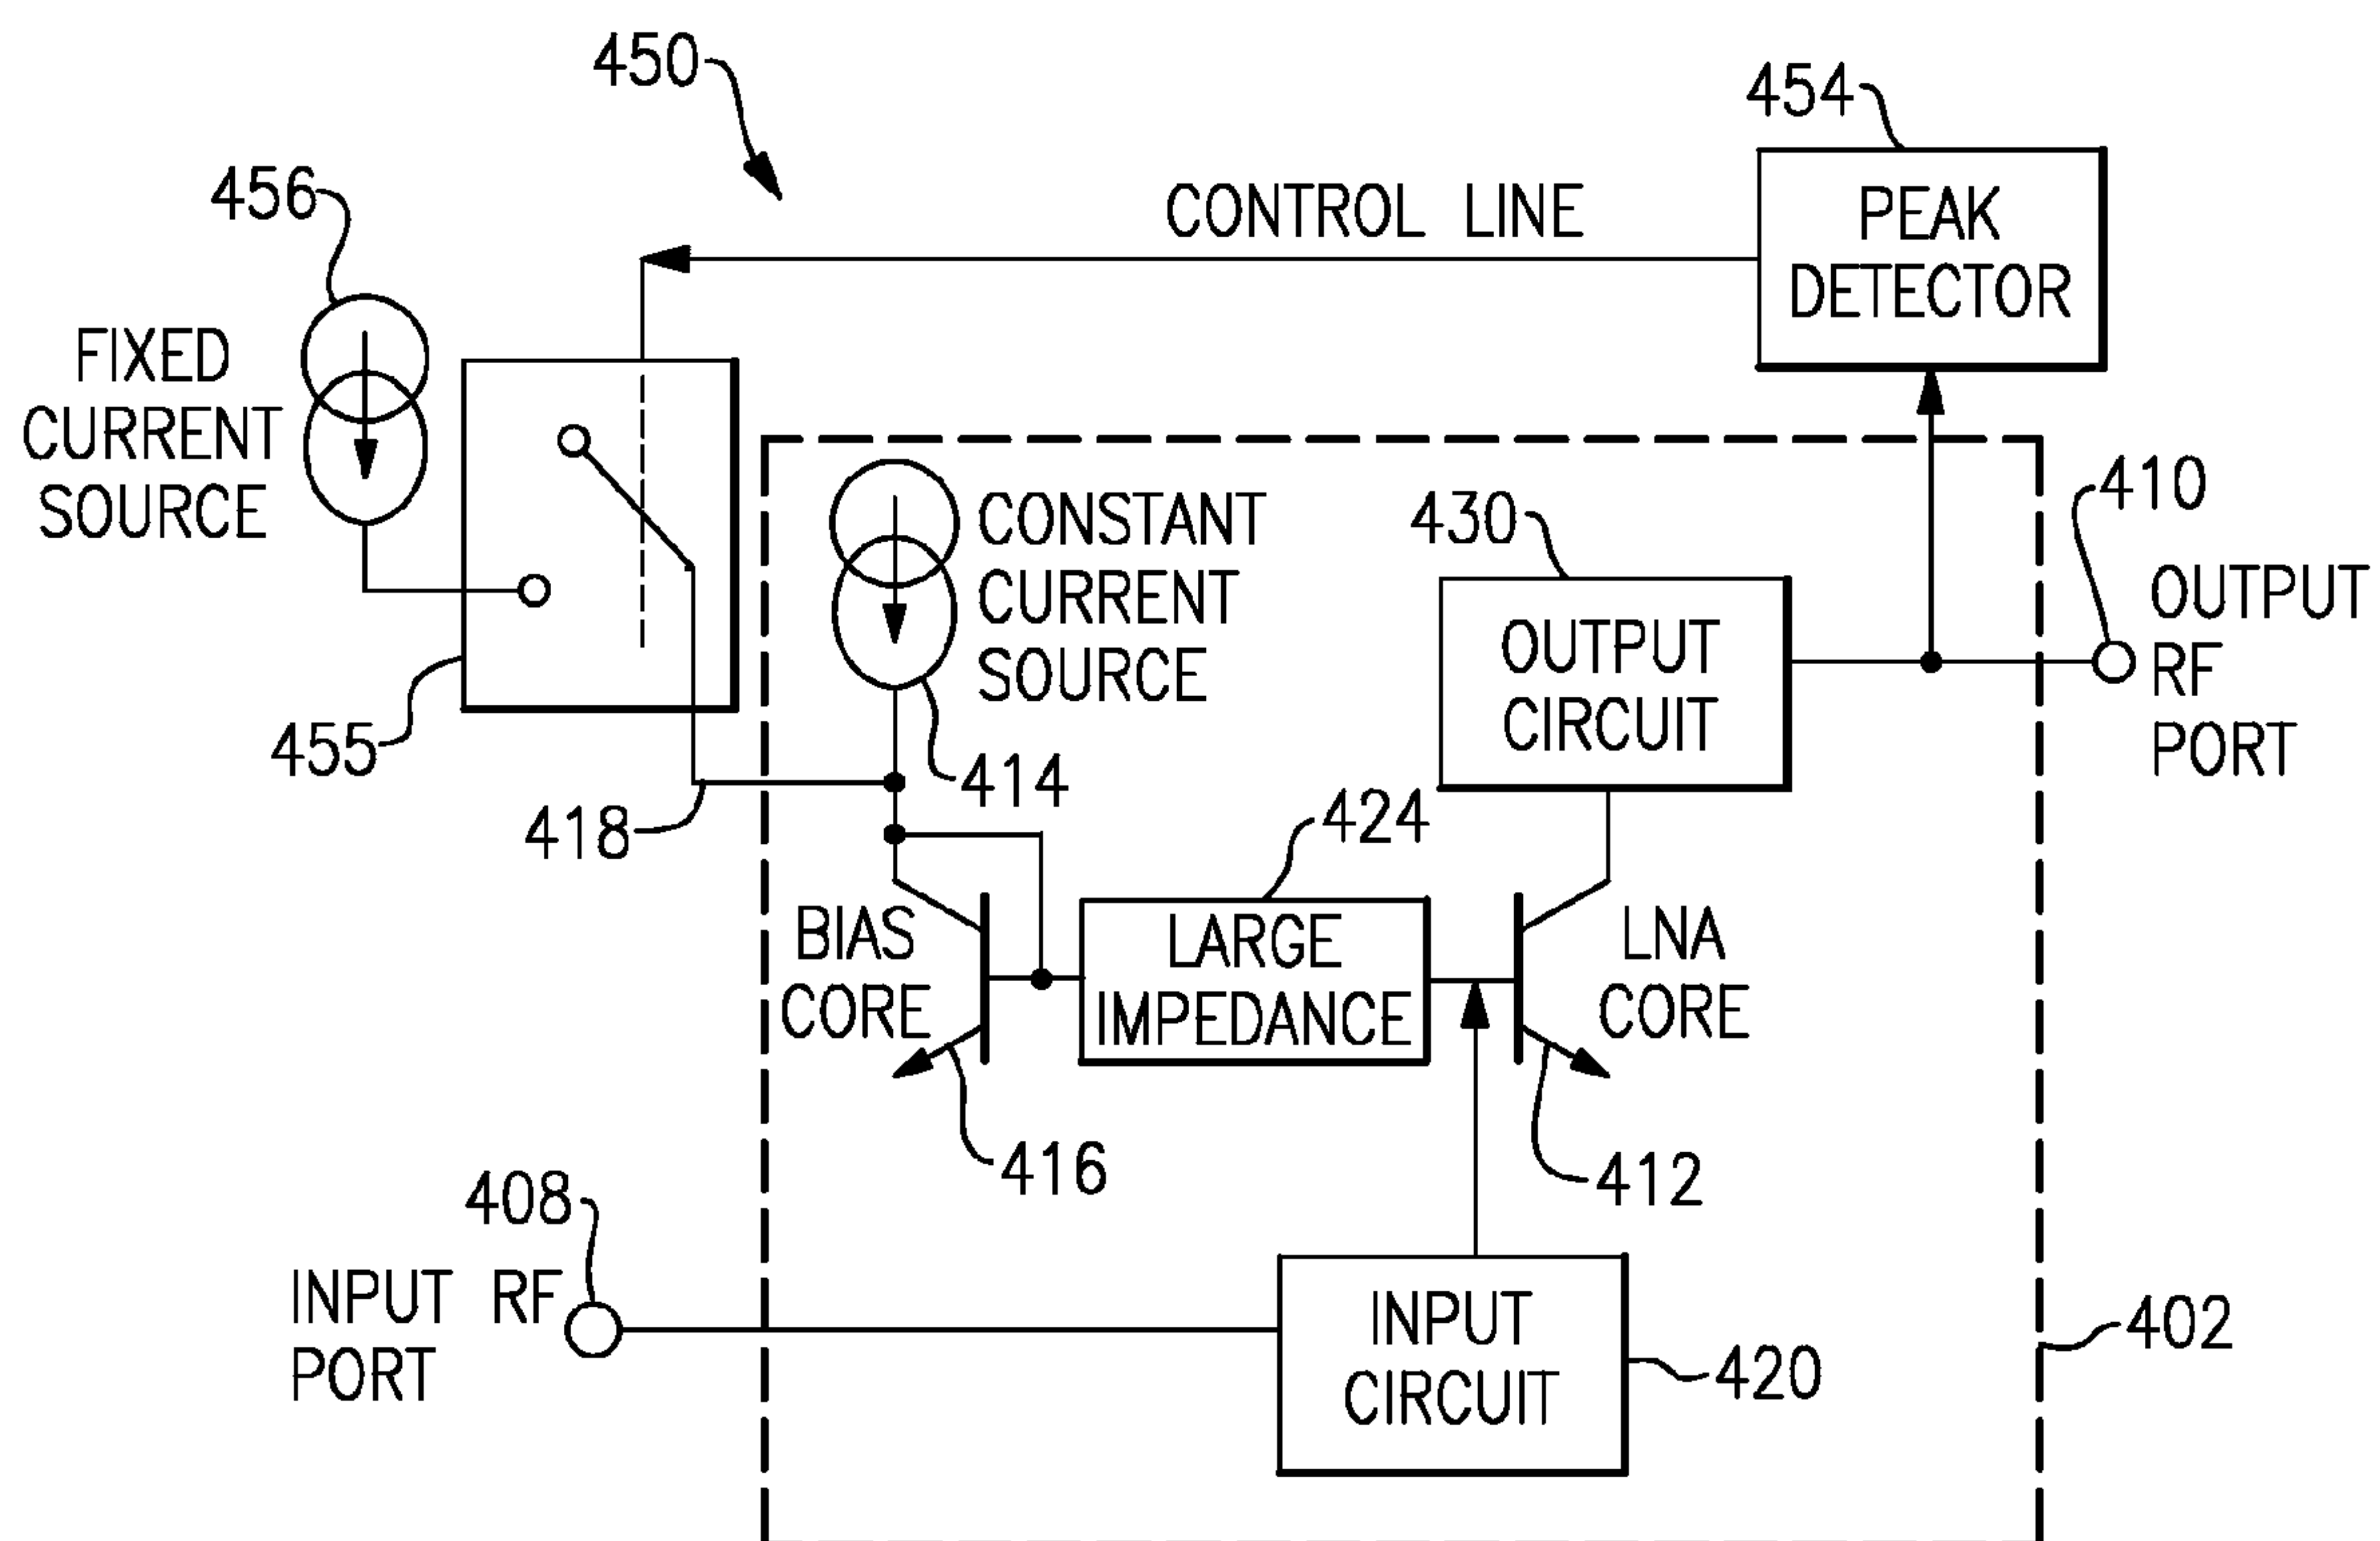 450
454
PEAK
DETECTOR
CONTROL LINE
456
FIXED
CURRENT
SOURCE
455
418
CONSTANT
CURRENT
SOURCE
414
430
OUTPUT
CIRCUIT
410
OUTPUT
RF
PORT
424
BIAS
CORE
LARGE
IMPEDANCE
LNA
CORE
416
412
408
INPUT RF
PORT
INPUT
CIRCUIT
420
402